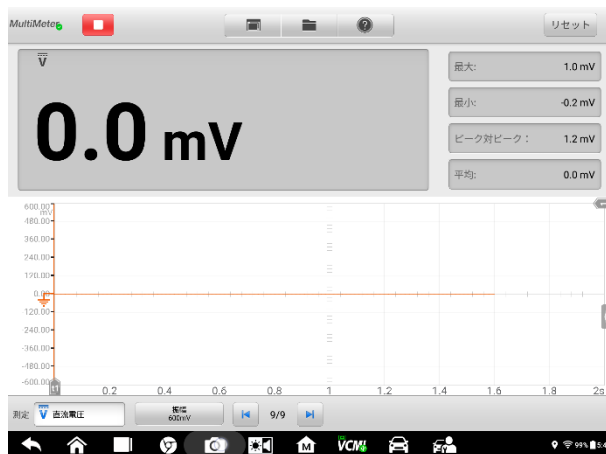 MultiMeter
リセット
V
0.0 mV
最大: 1.0 mV
最小: -0.2 mV
ピーク対ピーク: 1.2 mV
平均: 0.0 mV
600.00
mV
480.00
360.00
240.00
120.00
0.00
-120.00
-240.00
-360.00
-480.00
-600.00
0.2 0.4 0.6 0.8 1 1.2 1.4 1.6 1.8 2s
測定 V 直流電圧 振幅 9/9
600mV
M VCMI 99%